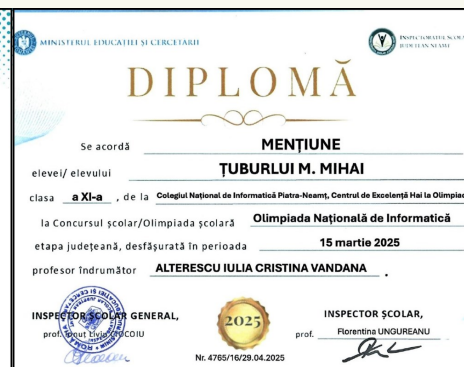 MINISTERUL EDUCAȚIEI ȘI CERCETĂRII
INSPECTORATUL ȘCOLAR
JUDEȚEAN NEAMȚ
DIPLOMĂ
Se acordă MENȚIUNE
elevei/ elevului ȚUBURLUI M. MIHAI
clasa a XI-a , de la Colegiul Național de Informatică Piatra-Neamț, Centrul de Excelență Hai la Olimpiad
la Concursul școlar/Olimpiada școlară Olimpiada Națională de Informatică
etapa județeană, desfășurată în perioada 15 martie 2025
profesor îndrumător ALTERESCU IULIA CRISTINA VANDANA .
INSPECTOR ȘCOLAR GENERAL,
prof. Ionuț Liviu CIOCOIU
2025
Nr. 4765/16/29.04.2025
INSPECTOR ȘCOLAR,
prof. Florentina UNGUREANU